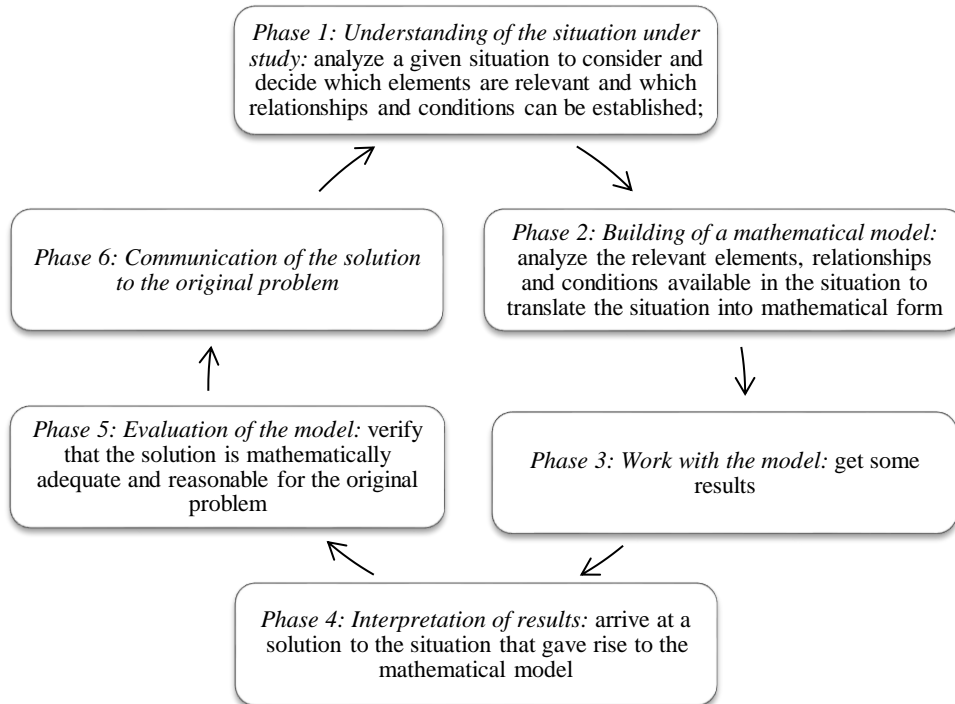 Phase 1: Understanding of the situation under
study: analyze a given situation to consider and
decide which elements are relevant and which
relationships and conditions can be established;
Phase 2: Building of a mathematical model:
analyze the relevant elements, relationships
and conditions available in the situation to
translate the situation into mathematical form
Phase 3: Work with the model: get some
results
Phase 4: Interpretation of results: arrive at a
solution to the situation that gave rise to the
mathematical model
Phase 5: Evaluation of the model: verify
that the solution is mathematically
adequate and reasonable for the original
problem
Phase 6: Communication of the solution
to the original problem